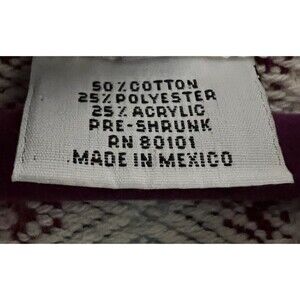 50% COTTON
25% POLYESTER
25% ACRYLIC
PRE-SHRUNK
RN 80101
MADE IN MEXICO